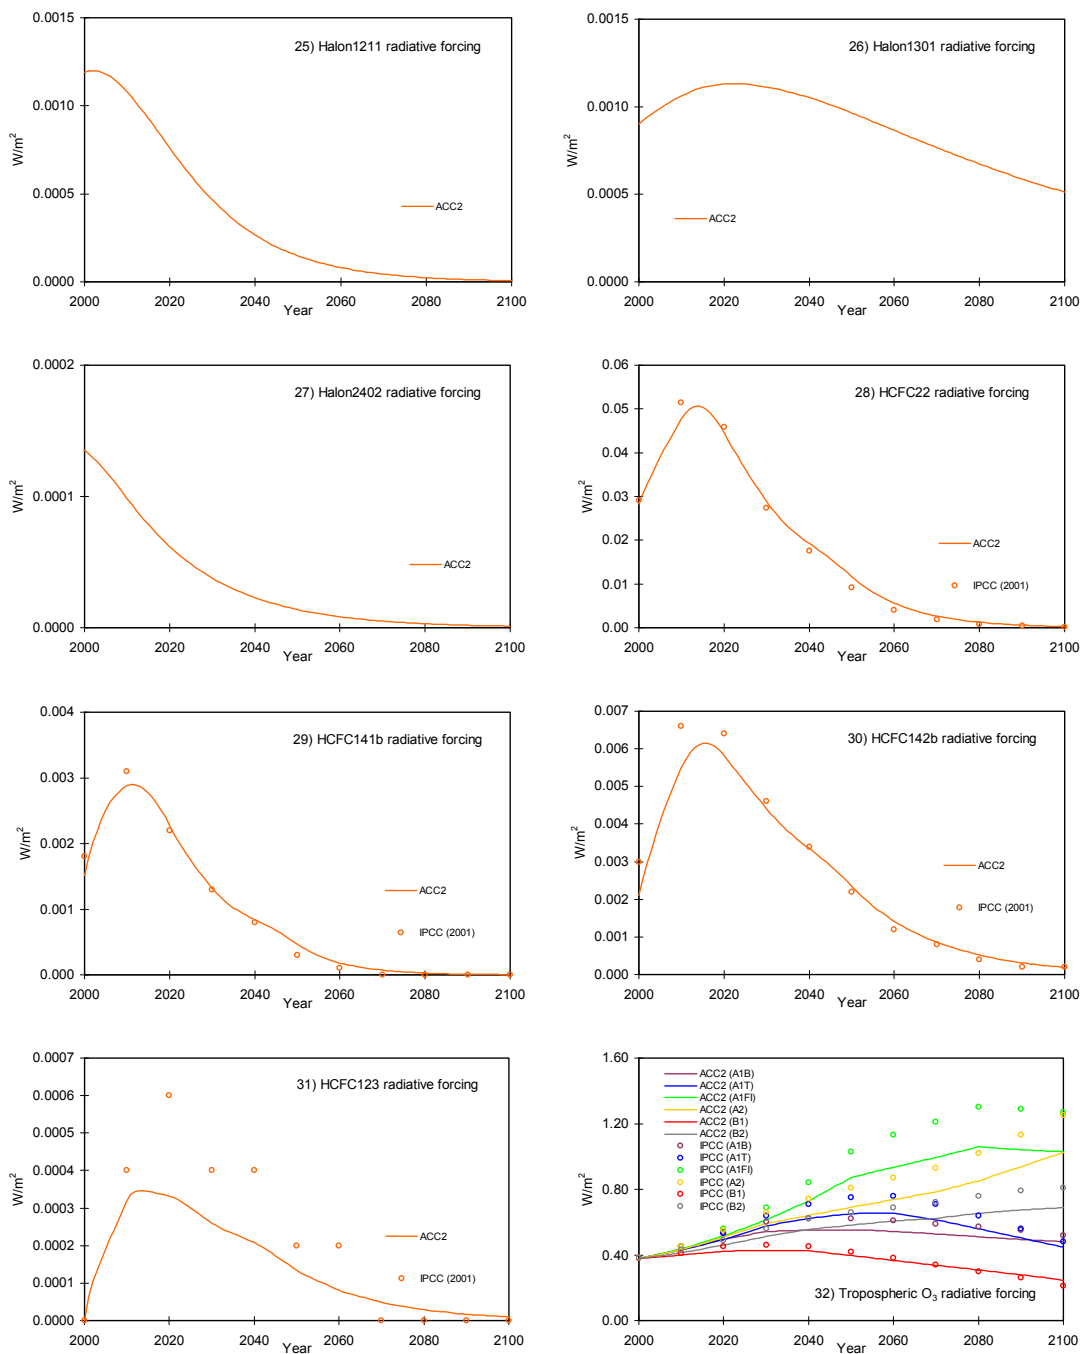 25) Halon1211 radiative forcing
0.0015
0.0010
0.0005
0.0000
W/m²
ACC2
2000 2020 2040 2060 2080 2100
Year
26) Halon1301 radiative forcing
0.0015
0.0010
0.0005
0.0000
W/m²
ACC2
2000 2020 2040 2060 2080 2100
Year
27) Halon2402 radiative forcing
0.0002
0.0001
0.0000
W/m²
ACC2
2000 2020 2040 2060 2080 2100
Year
28) HCFC22 radiative forcing
0.06
0.05
0.04
0.03
0.02
0.01
0.00
W/m²
ACC2
IPCC (2001)
2000 2020 2040 2060 2080 2100
Year
29) HCFC141b radiative forcing
0.004
0.003
0.002
0.001
0.000
W/m²
ACC2
IPCC (2001)
2000 2020 2040 2060 2080 2100
Year
30) HCFC142b radiative forcing
0.007
0.006
0.005
0.004
0.003
0.002
0.001
0.000
W/m²
ACC2
IPCC (2001)
2000 2020 2040 2060 2080 2100
Year
31) HCFC123 radiative forcing
0.0007
0.0006
0.0005
0.0004
0.0003
0.0002
0.0001
0.0000
W/m²
ACC2
IPCC (2001)
2000 2020 2040 2060 2080 2100
Year
1.60
1.20
0.80
0.40
0.00
W/m²
ACC2 (A1B)
ACC2 (A1T)
ACC2 (A1FI)
ACC2 (A2)
ACC2 (B1)
ACC2 (B2)
IPCC (A1B)
IPCC (A1T)
IPCC (A1FI)
IPCC (A2)
IPCC (B1)
IPCC (B2)
32) Tropospheric O₃ radiative forcing
2000 2020 2040 2060 2080 2100
Year